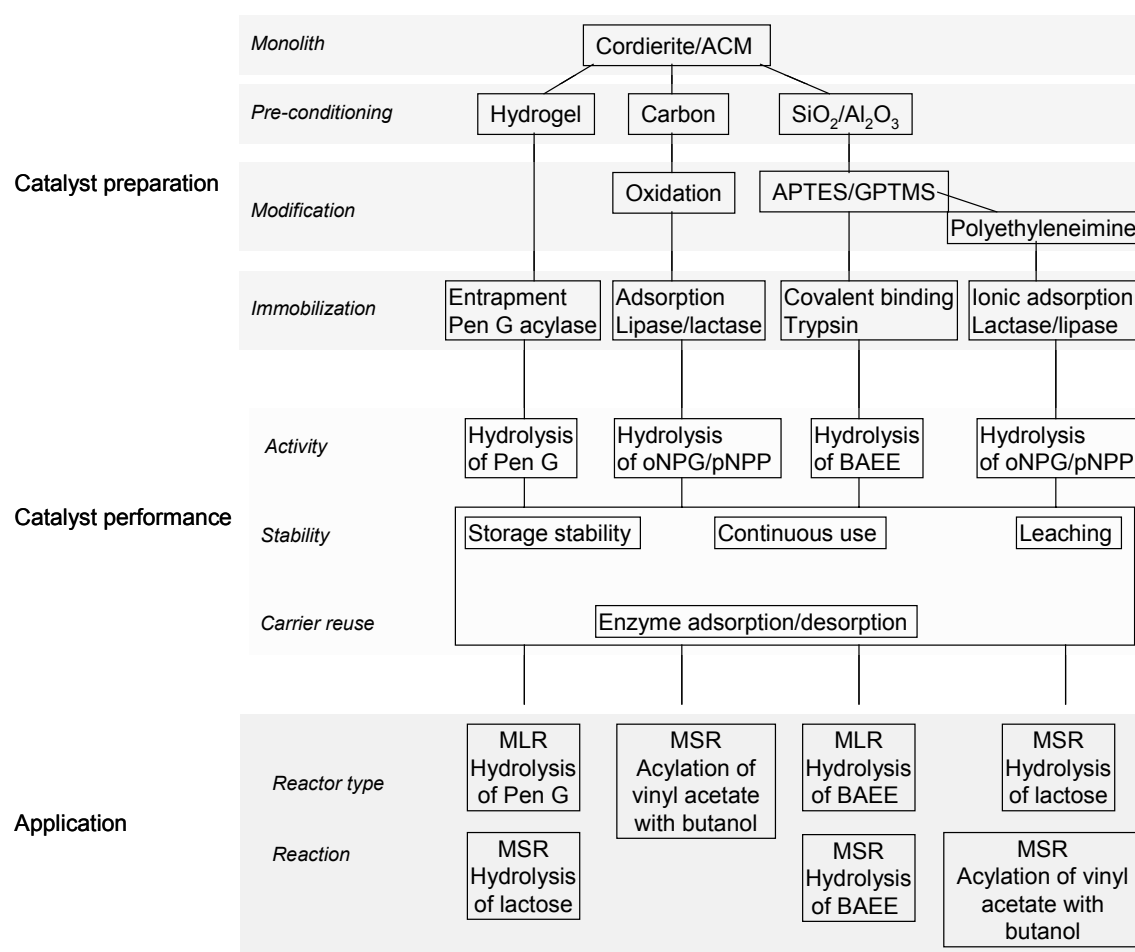 Monolith
Cordierite/ACM
Pre-conditioning
Hydrogel
Carbon
SiO₂/Al₂O₃
Catalyst preparation
Modification
Oxidation
APTES/GPTMS
Polyethyleneimine
Immobilization
Entrapment
Pen G acylase
Adsorption
Lipase/lactase
Covalent binding
Trypsin
Ionic adsorption
Lactase/lipase
Catalyst performance
Activity
Hydrolysis
of Pen G
Hydrolysis
of oNPG/pNPP
Hydrolysis
of BAEE
Hydrolysis
of oNPG/pNPP
Stability
Storage stability
Continuous use
Leaching
Carrier reuse
Enzyme adsorption/desorption
Application
Reactor type
MLR
Hydrolysis
of Pen G
MSR
Acylation of
vinyl acetate
with butanol
MLR
Hydrolysis
of BAEE
MSR
Hydrolysis
of lactose
Reaction
MSR
Hydrolysis
of lactose
MSR
Hydrolysis
of BAEE
MSR
Acylation of vinyl
acetate with
butanol